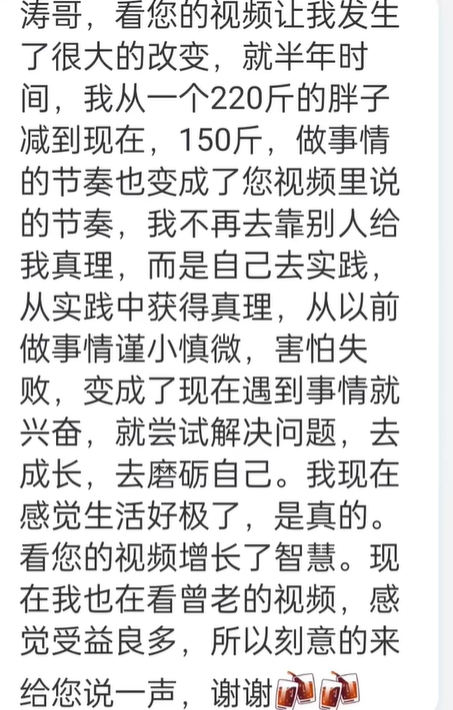 涛哥，看您的视频让我发生
了很大的改变，就半年时
间，我从一个220斤的胖子
减到现在，150斤，做事情
的节奏也变成了您视频里说
的节奏，我不再去靠别人给
我真理，而是自己去实践，
从实践中获得真理，从以前
做事情谨小慎微，害怕失
败，变成了现在遇到事情就
兴奋，就尝试解决问题，去
成长，去磨砺自己。我现在
感觉生活好极了，是真的。
看您的视频增长了智慧。现
在我也在看曾老的视频，感
觉受益良多，所以刻意的来
给您说一声，谢谢